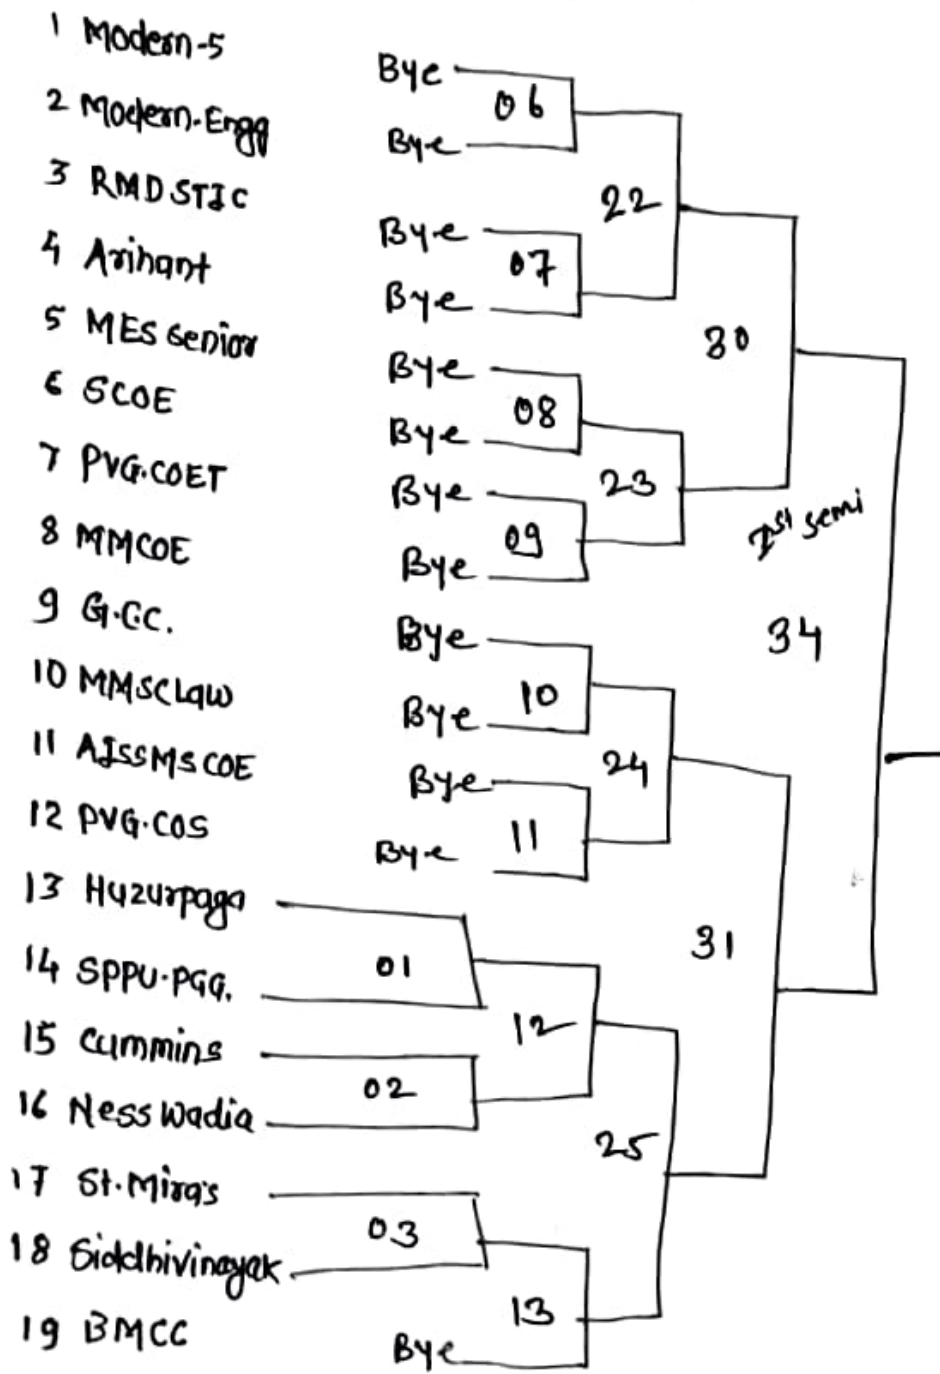 1 Modern-5
Bye
06
2 Modern-Engg
Bye
3 RMDSTIC
22
Bye
4 Arihant
07
Bye
5 MES Senior
30
Bye
6 SCOE
08
Bye
7 PVG.COET
23
Bye
1st semi
8 MMCOE
09
Bye
9 G.C.C.
Bye
34
10 MMSCLaw
10
Bye
11 AISSMSCOE
24
Bye
12 PVG.COS
11
Bye
13 Huzurpaga
31
14 SPPU.PGG.
01
12
15 Cummins
02
16 Ness Wadia
25
17 St.Mira's
03
18 Siddhivinayak
13
19 BMCC
Bye